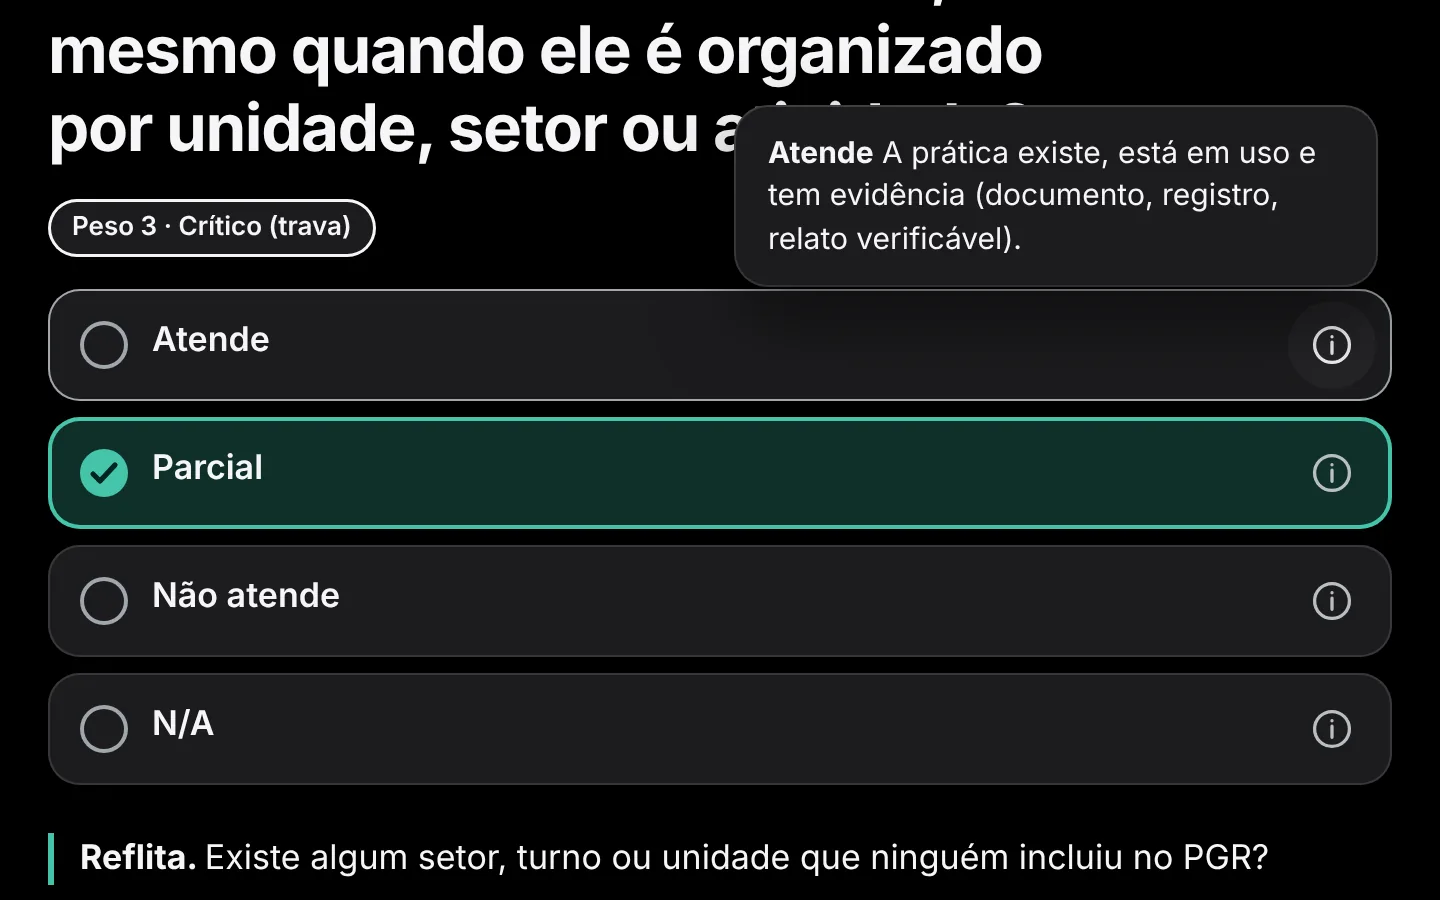 mesmo quando ele é organizado
por unidade, setor ou
Atende A prática existe, está em uso e
tem evidência (documento, registro,
relato verificável).
Peso 3 · Crítico (trava)
Atende
Parcial
Não atende
N/A
Reflita. Existe algum setor, turno ou unidade que ninguém incluiu no PGR?